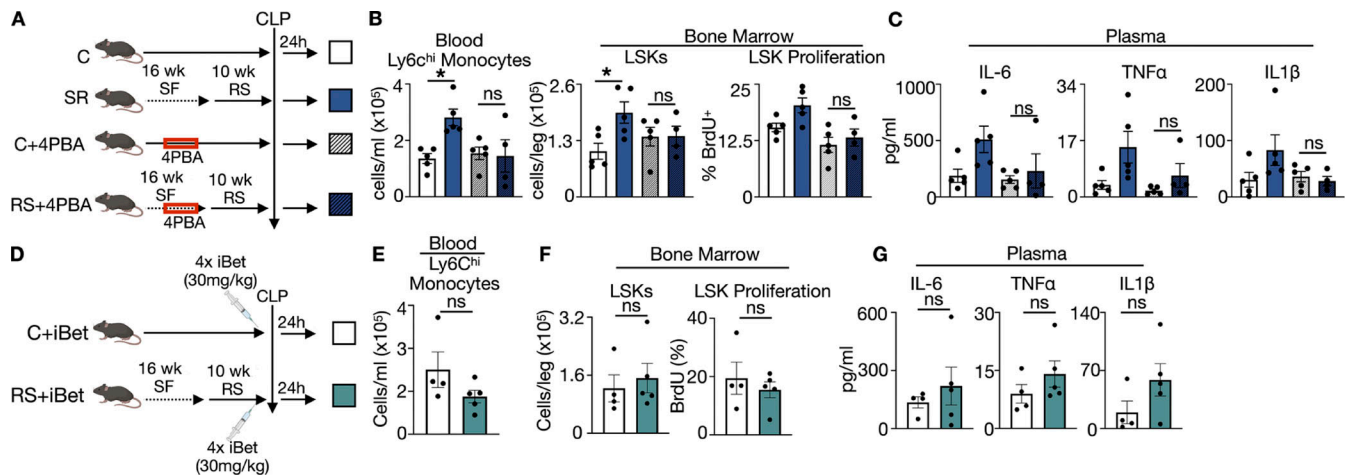 A
CLP
24h
C
16 wk
SF
10 wk
RS
SR
C+4PBA
4PBA
16 wk
SF
10 wk
RS
RS+4PBA
4PBA
B
Blood
Ly6cʰⁱ Monocytes
cells/ml (x10⁵)
4
2
0
*
ns
Bone Marrow
LSKs
cells/leg (x10⁵)
2.6
1.3
0
*
ns
LSK Proliferation
% BrdU⁺
25
12.5
0
ns
C
Plasma
IL-6
pg/ml
1000
500
0
ns
TNFα
34
17
0
ns
IL1β
200
100
0
ns
D
4x iBet
(30mg/kg)
CLP
24h
C+iBet
16 wk
SF
10 wk
RS
24h
RS+iBet
4x iBet
(30mg/kg)
E
Blood
Ly6Cʰⁱ
Monocytes
ns
Cells/ml (x10⁵)
4
2
2
0
F
Bone Marrow
LSKs
ns
Cells/leg (x10⁵)
3.2
1.6
0
LSK Proliferation
ns
BrdU (%)
40
20
0
G
Plasma
IL-6
ns
pg/ml
600
300
0
TNFα
ns
30
15
0
IL1β
ns
140
70
0